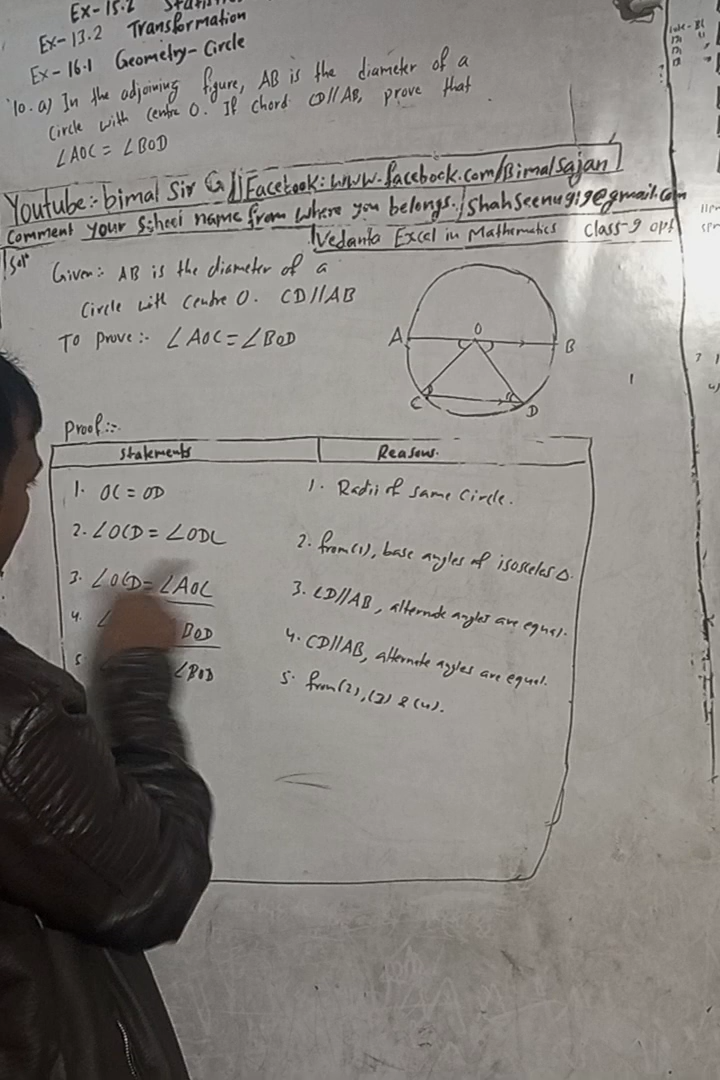 Ex-15.2 Statis
Ex-13.2 Transformation
Ex-16.1 Geometry-Circle
10.a) In the adjoining figure, AB is the diameter of a
Circle with centre O. If chord CD//AB, prove that
∠AOC = ∠BOD
Youtube:- bimal Sir G // Facebook: www.facebook.com/Bimalsajan
Comment your School name from where you belongs. / Shahseenu919@gmail.com
Vedanta Excel in Mathematics Class-9 opt
Solⁿ
Given:- AB is the diameter of a
Circle with Centre O. CD//AB
To prove:- ∠AOC = ∠BOD
A O B
C D
Proof:-
Statements Reasons.
1. OC = OD 1. Radii of same Circle.
2. ∠OCD = ∠ODC 2. from(1), base angles of isosceles Δ.
3. ∠OCD = ∠AOC 3. CD//AB, alternate angles are equal.
4. ∠ BOD 4. CD//AB, alternate angles are equal.
5. ∠BOD 5. from(2),(3) & (4).